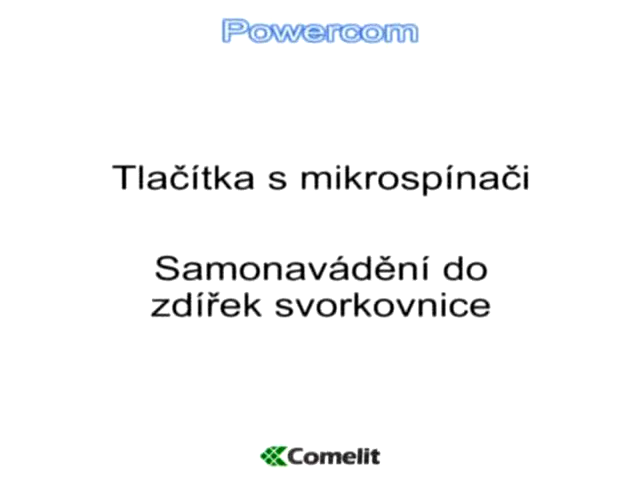 Powercom
Tlačítka s mikrospínači
Samonavádění do
zdířek svorkovnice
Comelit